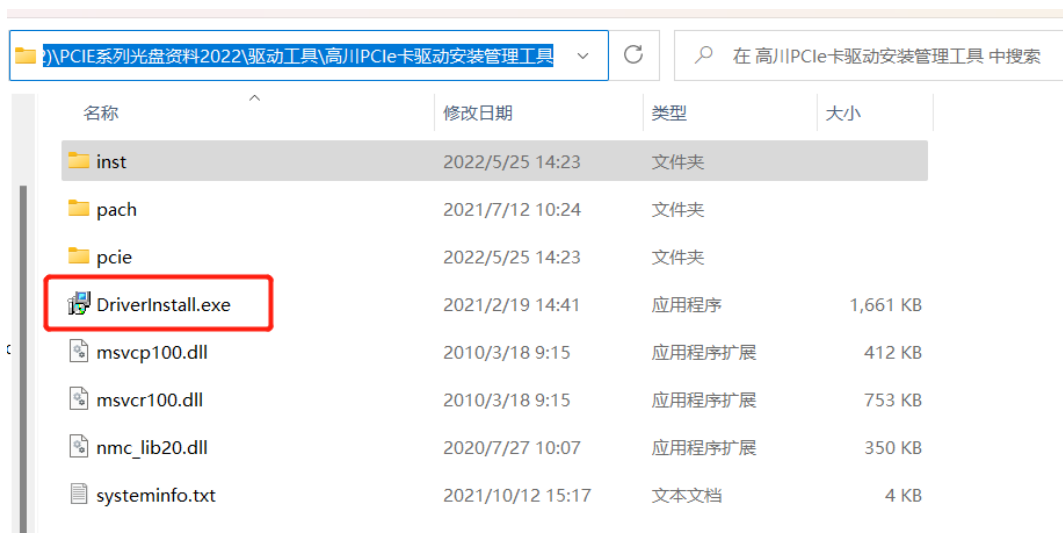 ?)\PCIE系列光盘资料2022\驱动工具\高川PCIe卡驱动安装管理工具 在 高川PCIe卡驱动安装管理工具 中搜索
名称 修改日期 类型 大小
inst 2022/5/25 14:23 文件夹
pach 2021/7/12 10:24 文件夹
pcie 2022/5/25 14:23 文件夹
DriverInstall.exe 2021/2/19 14:41 应用程序 1,661 KB
msvcp100.dll 2010/3/18 9:15 应用程序扩展 412 KB
msvcr100.dll 2010/3/18 9:15 应用程序扩展 753 KB
nmc_lib20.dll 2020/7/27 10:07 应用程序扩展 350 KB
systeminfo.txt 2021/10/12 15:17 文本文档 4 KB